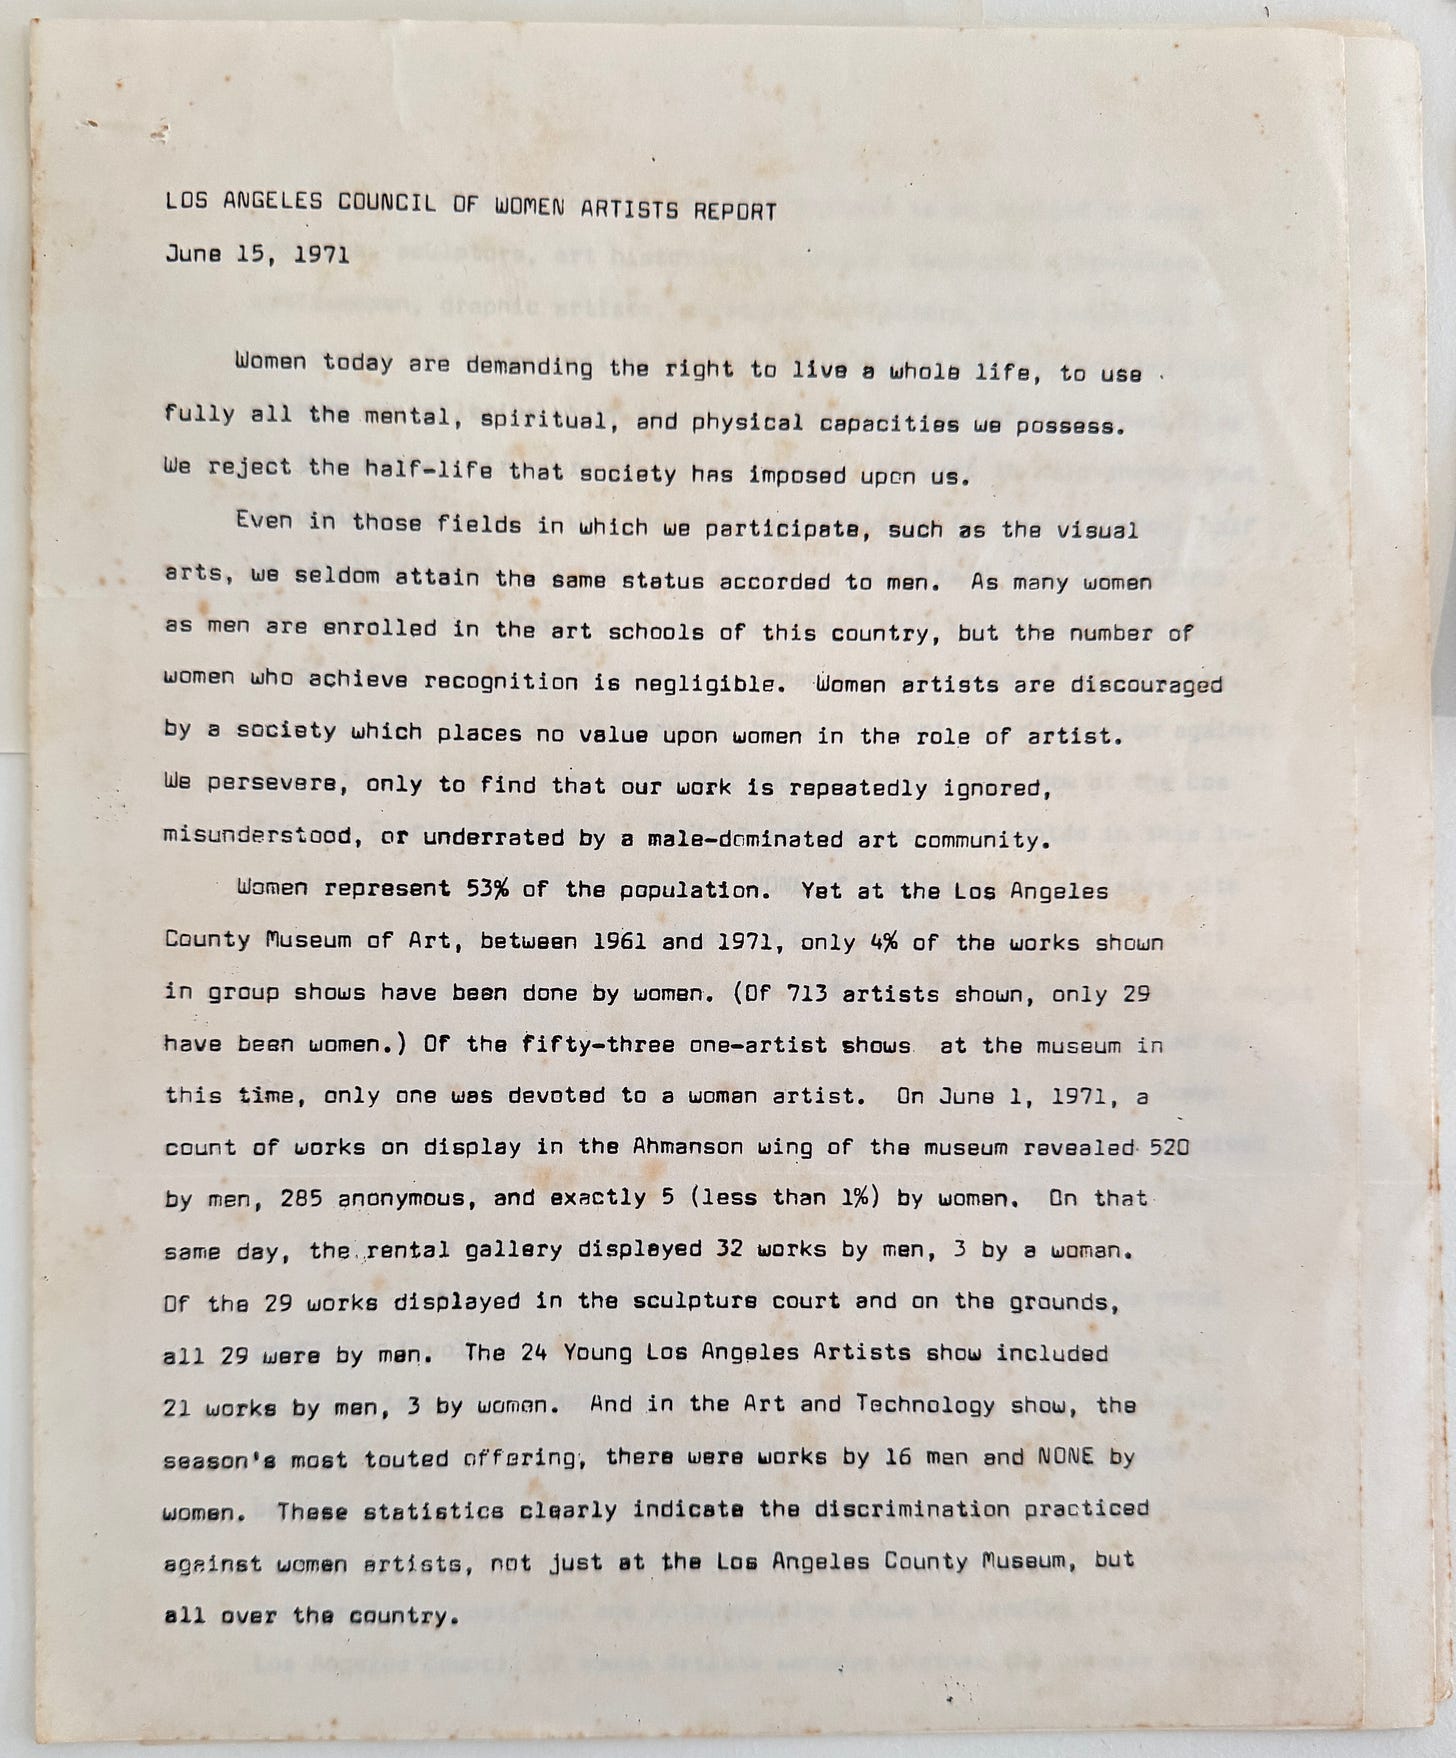 LOS ANGELES COUNCIL OF WOMEN ARTISTS REPORT
June 15, 1971
Women today are demanding the right to live a whole life, to use
fully all the mental, spiritual, and physical capacities we possess.
We reject the half-life that society has imposed upon us.
Even in those fields in which we participate, such as the visual
arts, we seldom attain the same status accorded to men.  As many women
as men are enrolled in the art schools of this country, but the number of
women who achieve recognition is negligible.  Women artists are discouraged
by a society which places no value upon women in the role of artist.
We persevere, only to find that our work is repeatedly ignored,
misunderstood, or underrated by a male-dominated art community.
Women represent 53% of the population.  Yet at the Los Angeles
County Museum of Art, between 1961 and 1971, only 4% of the works shown
in group shows have been done by women. (Of 713 artists shown, only 29
have been women.) Of the fifty-three one-artist shows at the museum in
this time, only one was devoted to a woman artist.  On June 1, 1971, a
count of works on display in the Ahmanson wing of the museum revealed 520
by men, 285 anonymous, and exactly 5 (less than 1%) by women.  On that
same day, the rental gallery displayed 32 works by men, 3 by a woman.
Of the 29 works displayed in the sculpture court and on the grounds,
all 29 were by men.  The 24 Young Los Angeles Artists show included
21 works by men, 3 by women.  And in the Art and Technology show, the
season's most touted offering, there were works by 16 men and NONE by
women.  These statistics clearly indicate the discrimination practiced
against women artists, not just at the Los Angeles County Museum, but
all over the country.